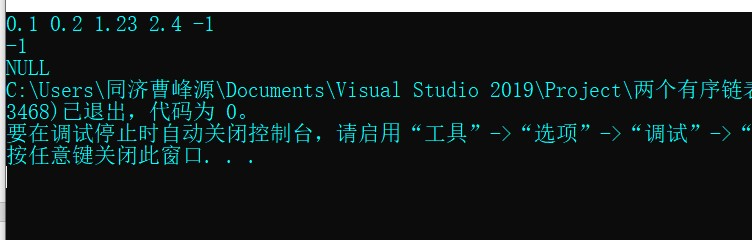 0.1 0.2 1.23 2.4 -1
-1
NULL
C:\Users\同济曹峰源\Documents\Visual Studio 2019\Project\两个有序链表
3468)已退出，代码为 0。
要在调试停止时自动关闭控制台，请启用“工具”->“选项”->“调试”->“
按任意键关闭此窗口. . .